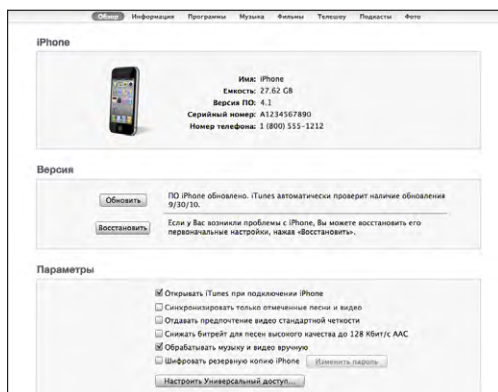 Обзор Информация Программы Музыка Фильмы Телешоу Подкасты Фото
iPhone
Имя: iPhone
Емкость: 27.62 GB
Версия ПО: 4.1
Серийный номер: A1234567890
Номер телефона: 1 (800) 555-1212
Версия
Обновить
ПО iPhone обновлено. iTunes автоматически проверит наличие обновления
9/30/10.
Восстановить
Если у Вас возникли проблемы с iPhone, Вы можете восстановить его
первоначальные настройки, нажав «Восстановить».
Параметры
Открывать iTunes при подключении iPhone
Синхронизировать только отмеченные песни и видео
Отдавать предпочтение видео стандартной четкости
Снижать битрейт для песен высокого качества до 128 Кбит/с AAC
Обрабатывать музыку и видео вручную
Шифровать резервную копию iPhone Изменить пароль
Настроить Универсальный доступ...